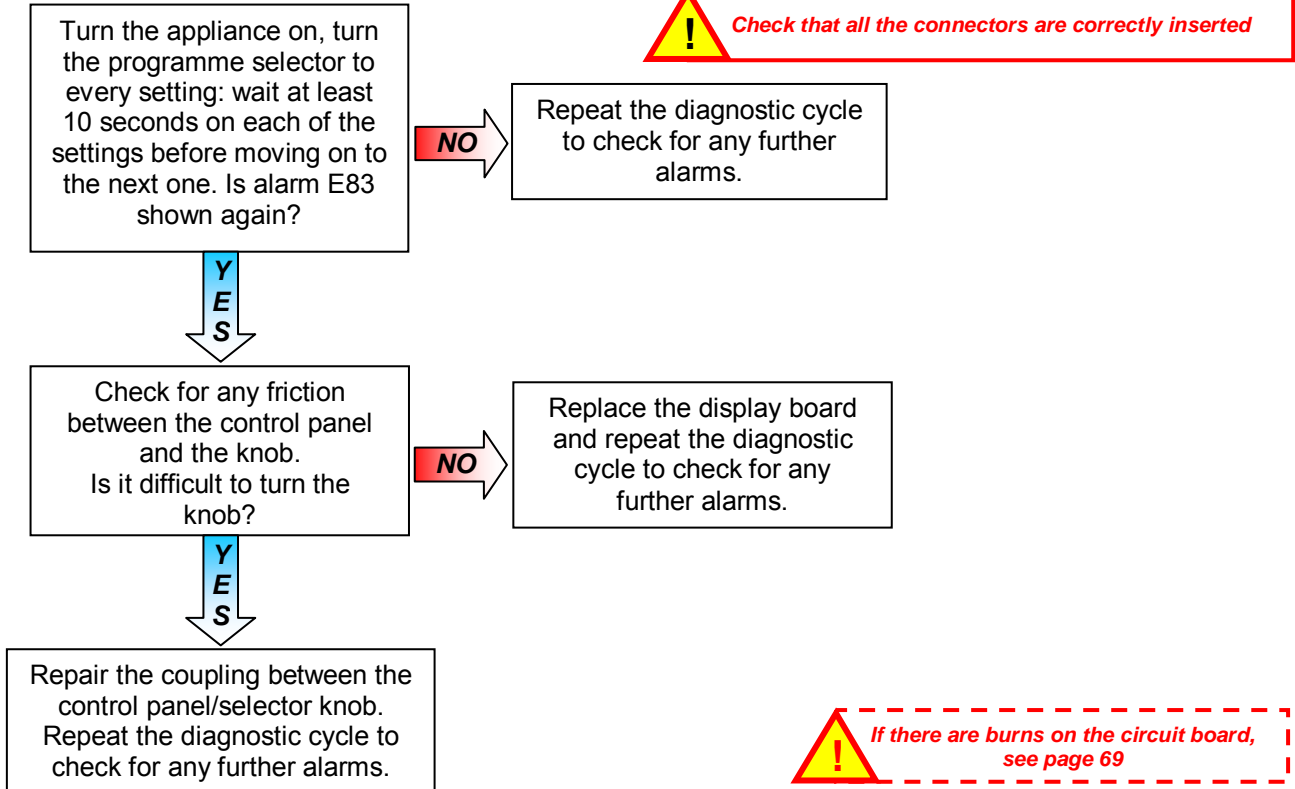 Check that all the connectors are correctly inserted
!
Turn the appliance on, turn
the programme selector to
every setting: wait at least
10 seconds on each of the
settings before moving on to
the next one. Is alarm E83
shown again?
NO
Repeat the diagnostic cycle
to check for any further
alarms.
Y
E
S
Check for any friction
between the control panel
and the knob.
Is it difficult to turn the
knob?
NO
Replace the display board
and repeat the diagnostic
cycle to check for any
further alarms.
Y
E
S
Repair the coupling between the
control panel/selector knob.
Repeat the diagnostic cycle to
check for any further alarms.
!
If there are burns on the circuit board,
see page 69